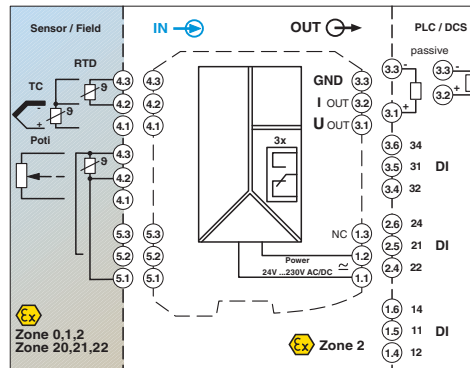 Sensor / Field
IN
OUT
PLC / DCS
passive
RTD
TC
-
+
ϑ
ϑ
4.3
4.2
4.1
4.3
4.2
4.1
GND
I OUT
U OUT
3.3
3.2
3.1
3.3
-
3.1
+
3.3
3.2
Poti
ϑ
4.3
4.2
4.1
3x
3.6 34
3.5 31 DI
3.4 32
5.3
5.2
5.1
5.3
5.2
5.1
NC
1.3
1.2
1.1
Power
24V ...230V AC/DC
2.6 24
2.5 21 DI
2.4 22
Ex
Zone 0,1,2
Zone 20,21,22
Ex
Zone 2
1.6 14
1.5 11 DI
1.4 12